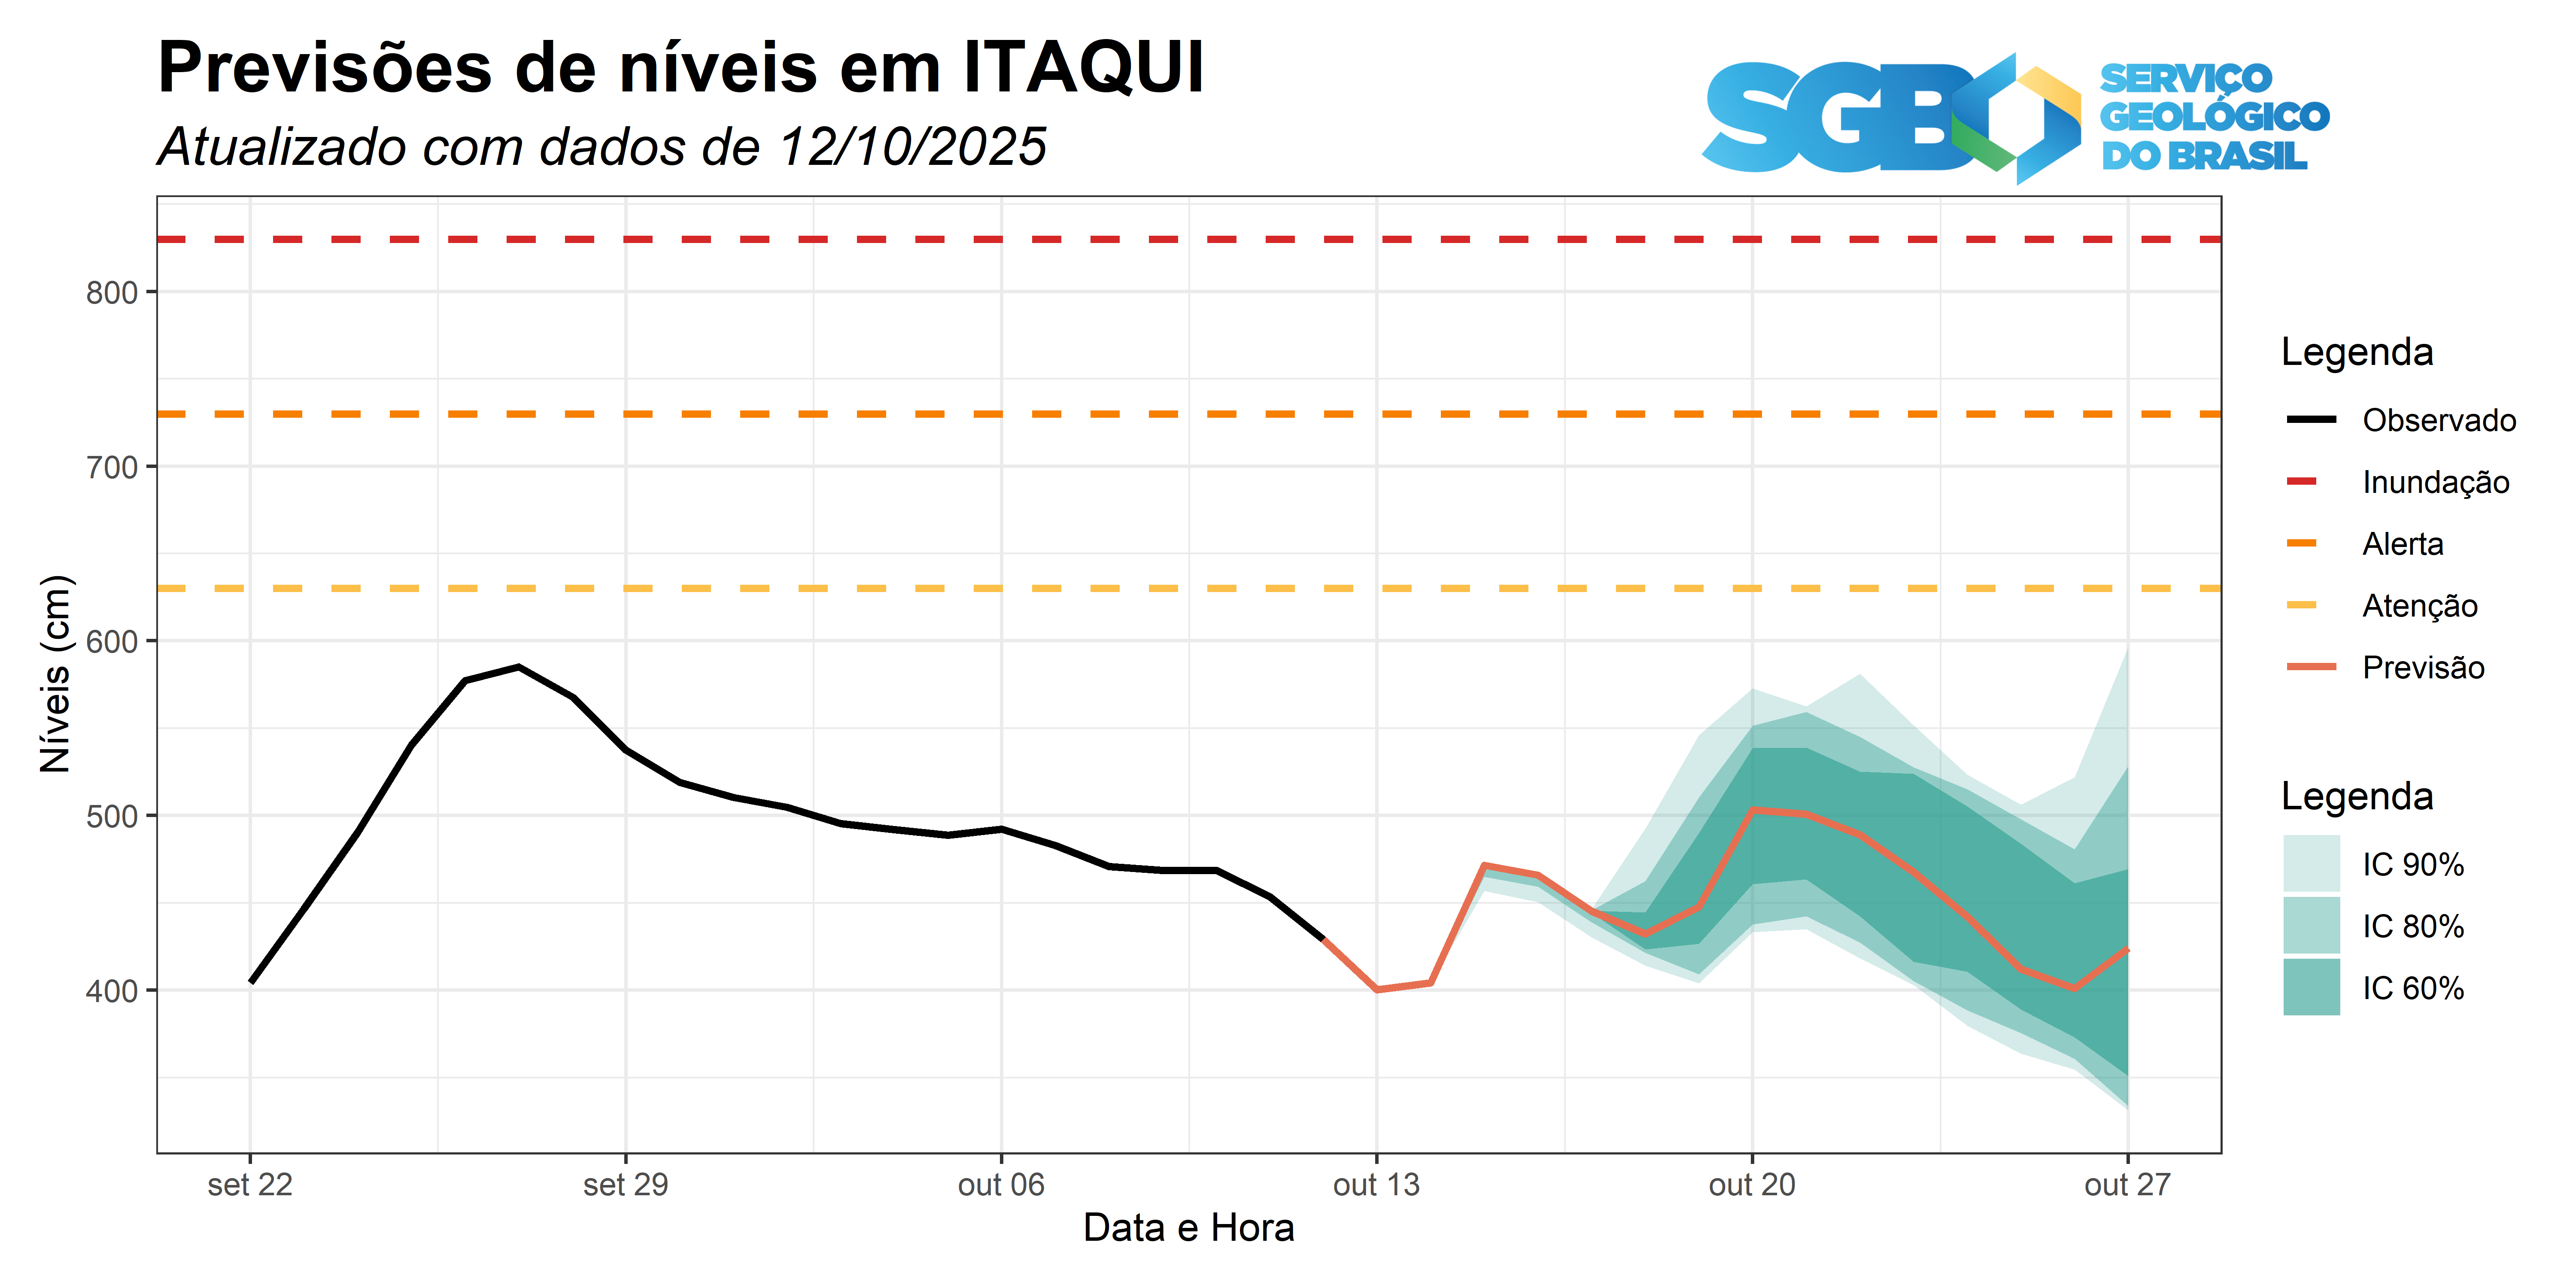 Previsões de níveis em ITAQUI
Atualizado com dados de 12/10/2025
SGB
SERVIÇO
GEOLÓGICO
DO BRASIL
Níveis (cm)
800
700
600
500
400
set 22
set 29
out 06
out 13
out 20
out 27
Data e Hora
Legenda
Observado
Inundação
Alerta
Atenção
Previsão
Legenda
IC 90%
IC 80%
IC 60%